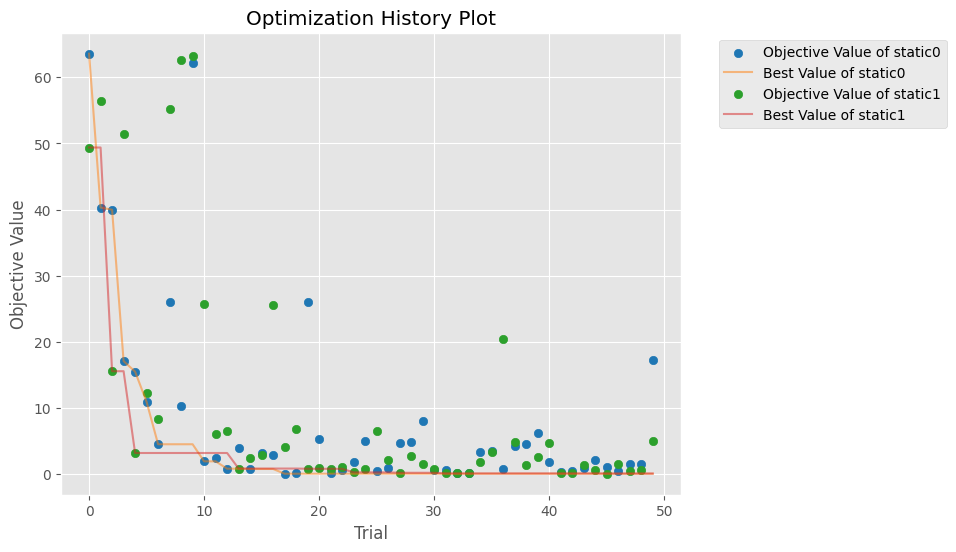 Optimization History Plot
Objective Value
60
50
40
30
20
10
0
0 10 20 30 40 50
Trial
Objective Value of static0
Best Value of static0
Objective Value of static1
Best Value of static1